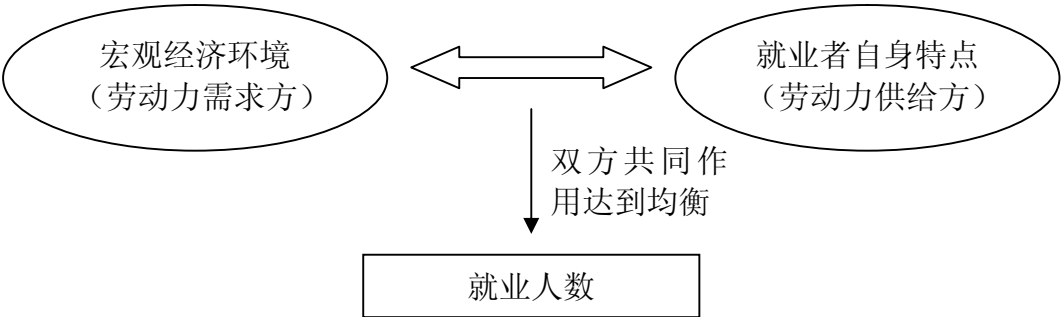 宏观经济环境
（劳动力需求方）
就业者自身特点
（劳动力供给方）
双方共同作
用达到均衡
就业人数